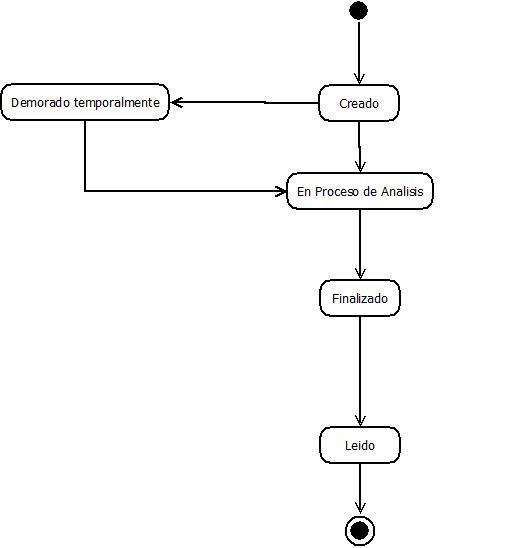 Demorado temporalmente
Creado
En Proceso de Analisis
Finalizado
Leido